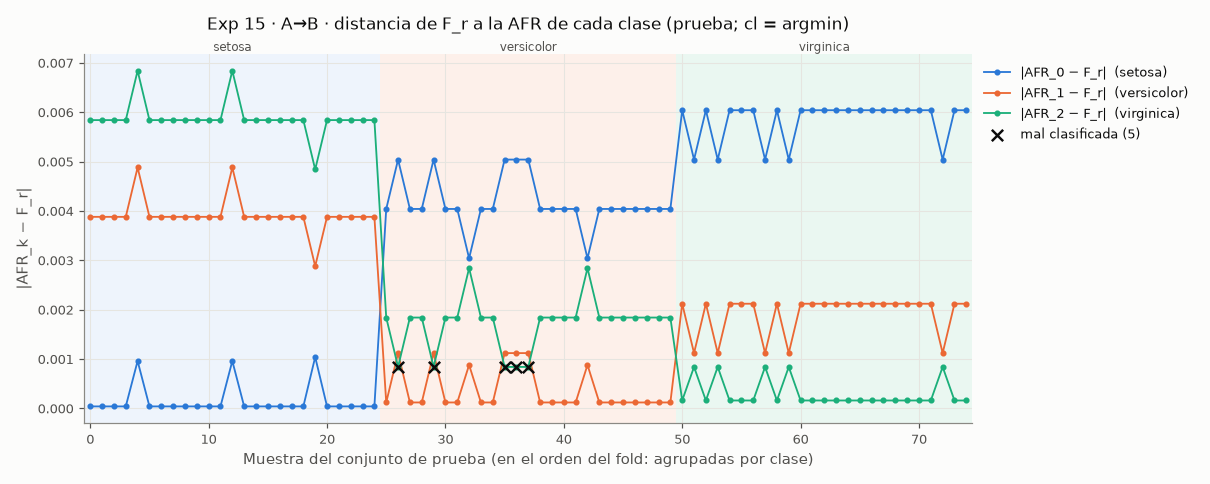 Exp 15 · A→B · distancia de F_r a la AFR de cada clase (prueba; cl = argmin)
setosa
versicolor
virginica
|AFR_k − F_r|
0.007
0.006
0.005
0.004
0.003
0.002
0.001
0.000
0
10
20
30
40
50
60
70
Muestra del conjunto de prueba (en el orden del fold: agrupadas por clase)
|AFR_0 − F_r| (setosa)
|AFR_1 − F_r| (versicolor)
|AFR_2 − F_r| (virginica)
mal clasificada (5)